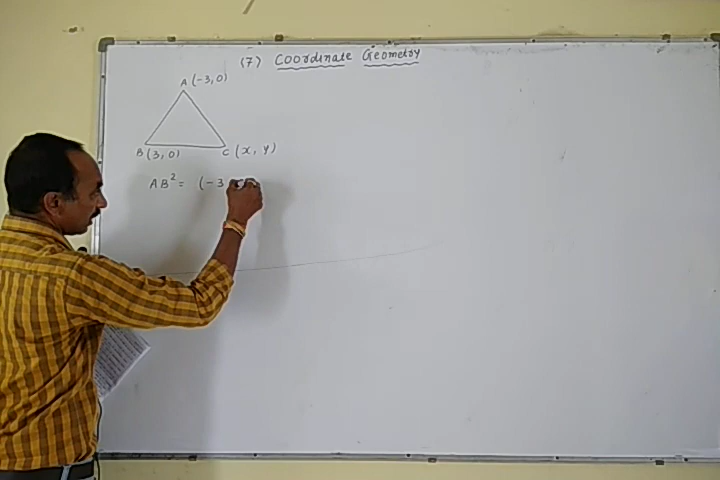 (7) Coordinate Geometry
A (-3, 0)
B (3, 0)
C (x, y)
AB² = (-3